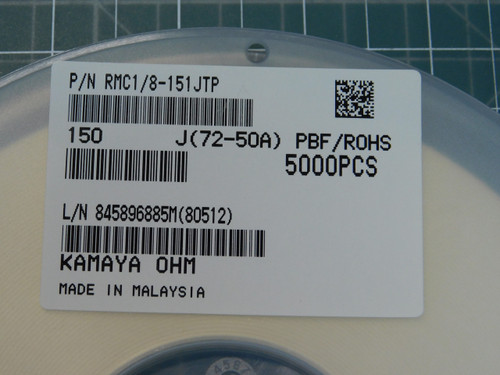 P/N RMC1/8-151JTP
150 J(72-50A) PBF/ROHS
5000PCS
L/N 845896885M(80512)
KAMAYA OHM
MADE IN MALAYSIA